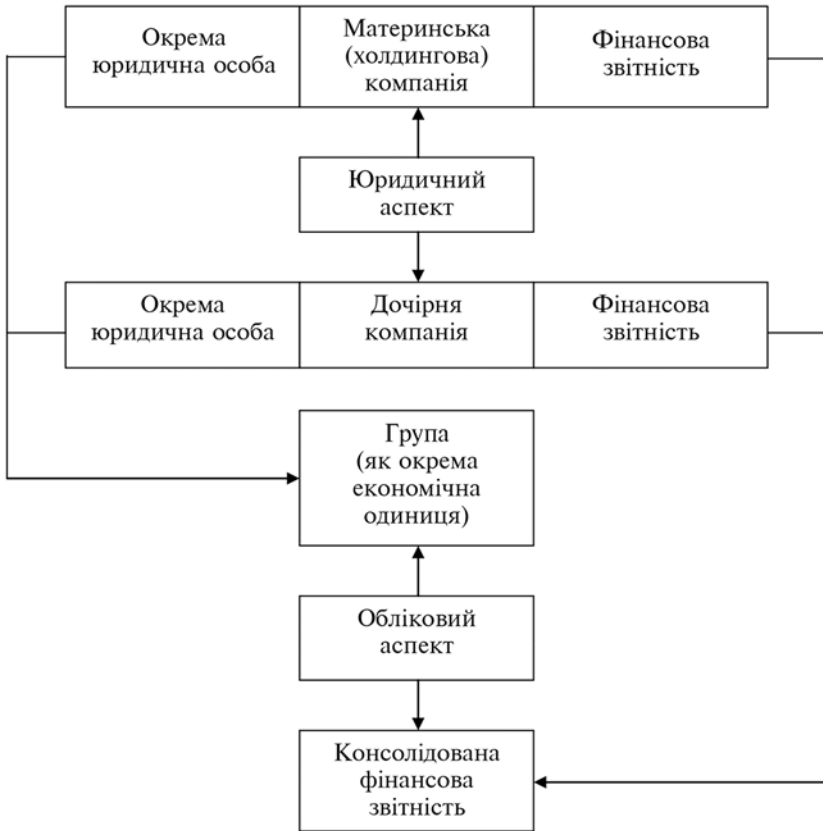 Окрема
юридична особа
Материнська
(холдингова)
компанія
Фінансова
звітність
Юридичний
аспект
Окрема
юридична особа
Дочірня
компанія
Фінансова
звітність
Група
(як окрема
економічна
одиниця)
Обліковий
аспект
Консолідована
фінансова
звітність